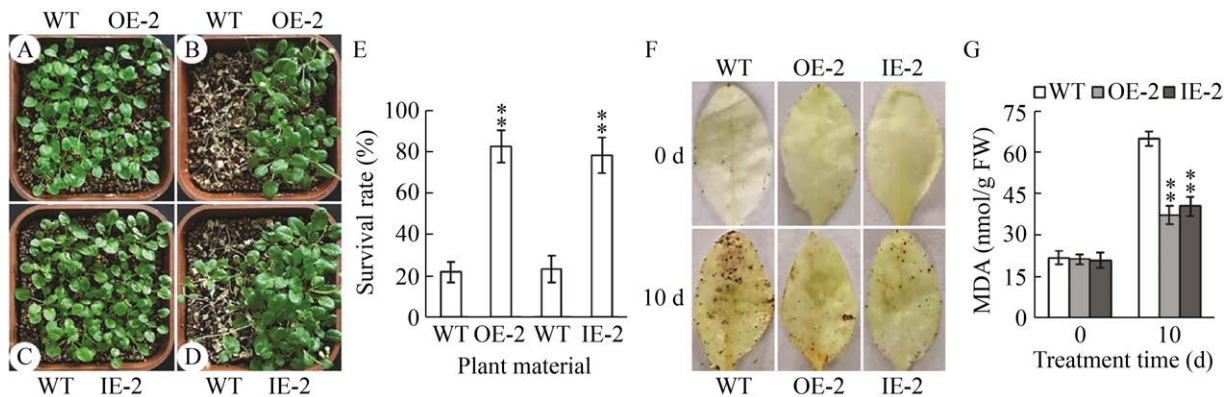 WT OE-2
WT OE-2
A
B
C
D
WT IE-2
WT IE-2
E
Survival rate (%)
100
80
60
40
20
0
**
**
WT OE-2 WT IE-2
Plant material
F
WT OE-2 IE-2
0 d
10 d
WT OE-2 IE-2
G
WT OE-2 IE-2
MDA (nmol/g FW)
75
60
45
30
15
0
**
**
0 10
Treatment time (d)